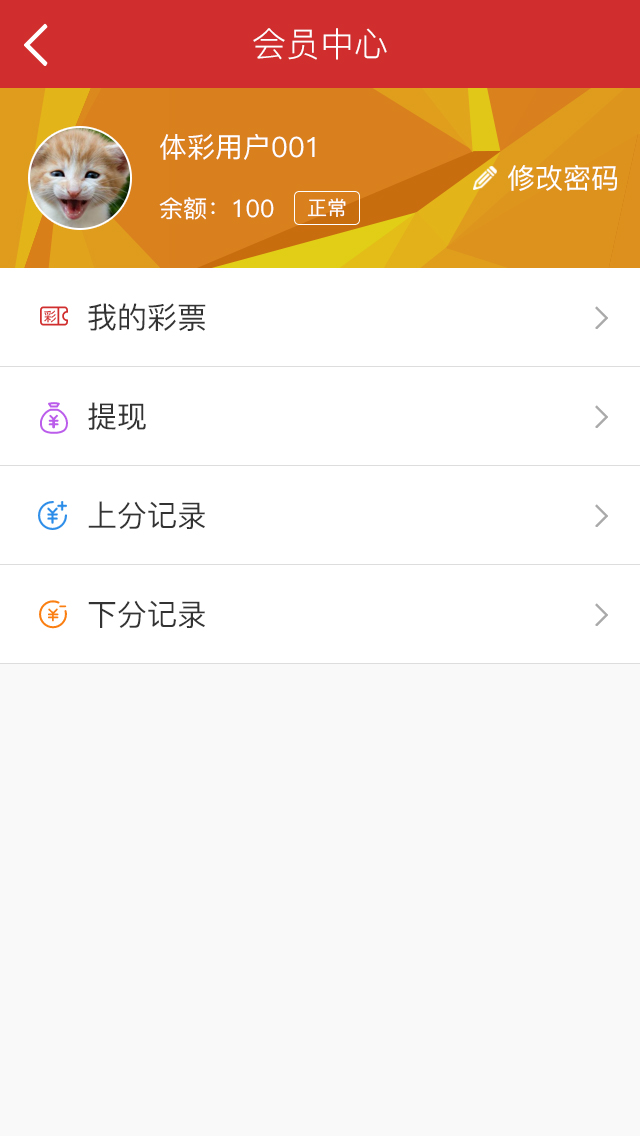 会员中心
体彩用户001
余额：100 正常
修改密码
彩 我的彩票
¥ 提现
¥ 上分记录
¥ 下分记录